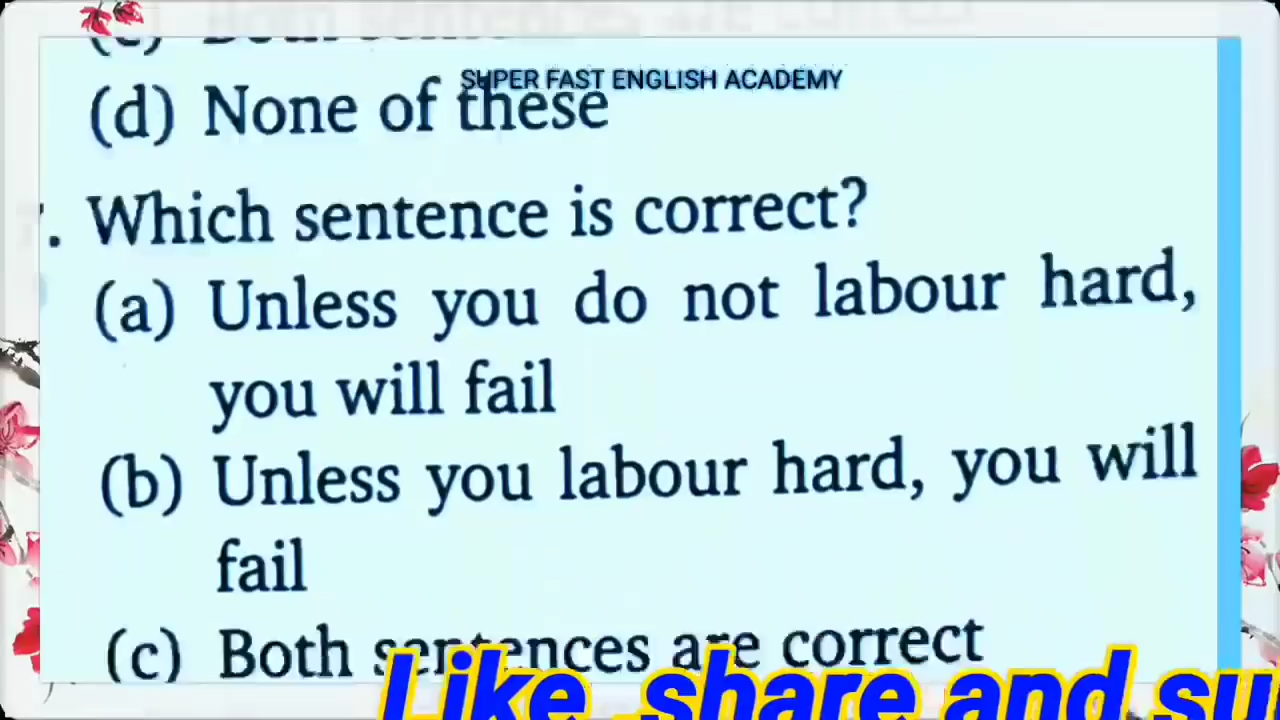 SUPER FAST ENGLISH ACADEMY
(d) None of these
. Which sentence is correct?
(a) Unless you do not labour hard,
you will fail
(b) Unless you labour hard, you will
fail
(c) Both sentences are correct
Like, share and su